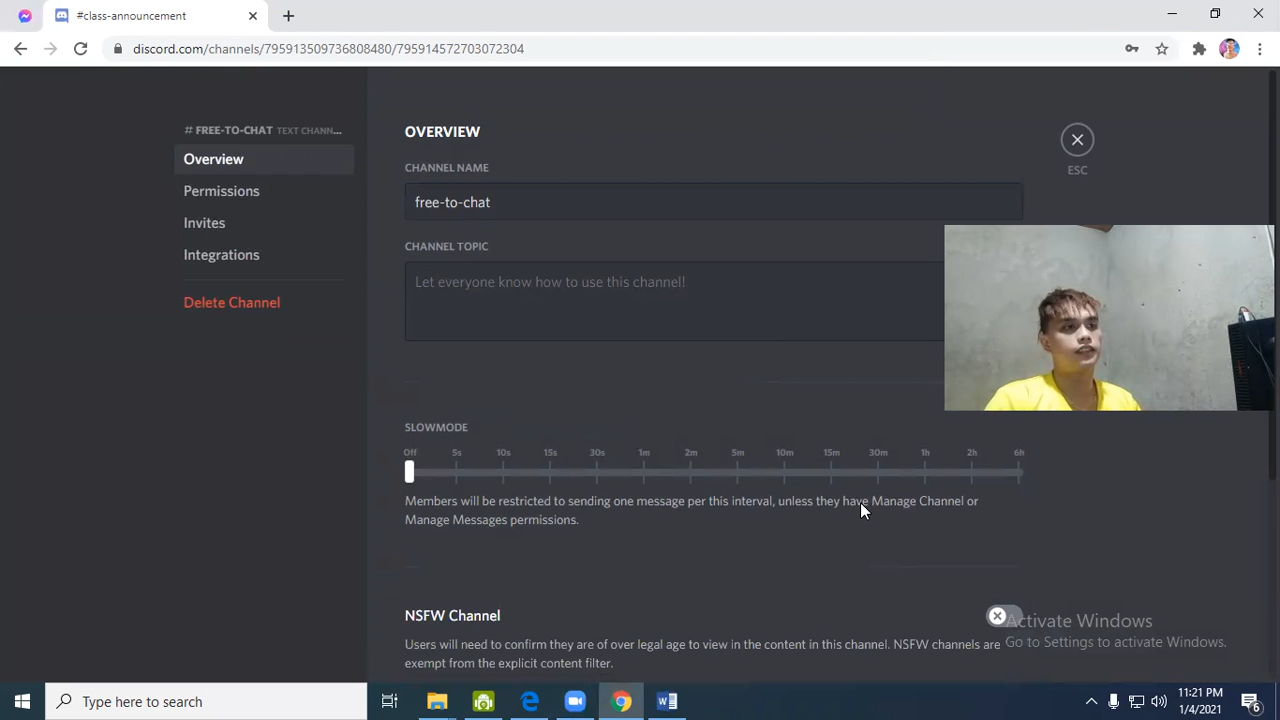 #class-announcement
discord.com/channels/795913509736808480/795914572703072304
# FREE-TO-CHAT TEXT CHANN...
Overview
Permissions
Invites
Integrations
Delete Channel
OVERVIEW
CHANNEL NAME
free-to-chat
ESC
CHANNEL TOPIC
Let everyone know how to use this channel!
SLOWMODE
Off 5s 10s 15s 30s 1m 2m 5m 10m 15m 30m 1h 2h 6h
Members will be restricted to sending one message per this interval, unless they have Manage Channel or
Manage Messages permissions.
NSFW Channel
Users will need to confirm they are of over legal age to view in the content in this channel. NSFW channels are
exempt from the explicit content filter.
Activate Windows
Go to Settings to activate Windows.
Type here to search
11:21 PM
1/4/2021
6